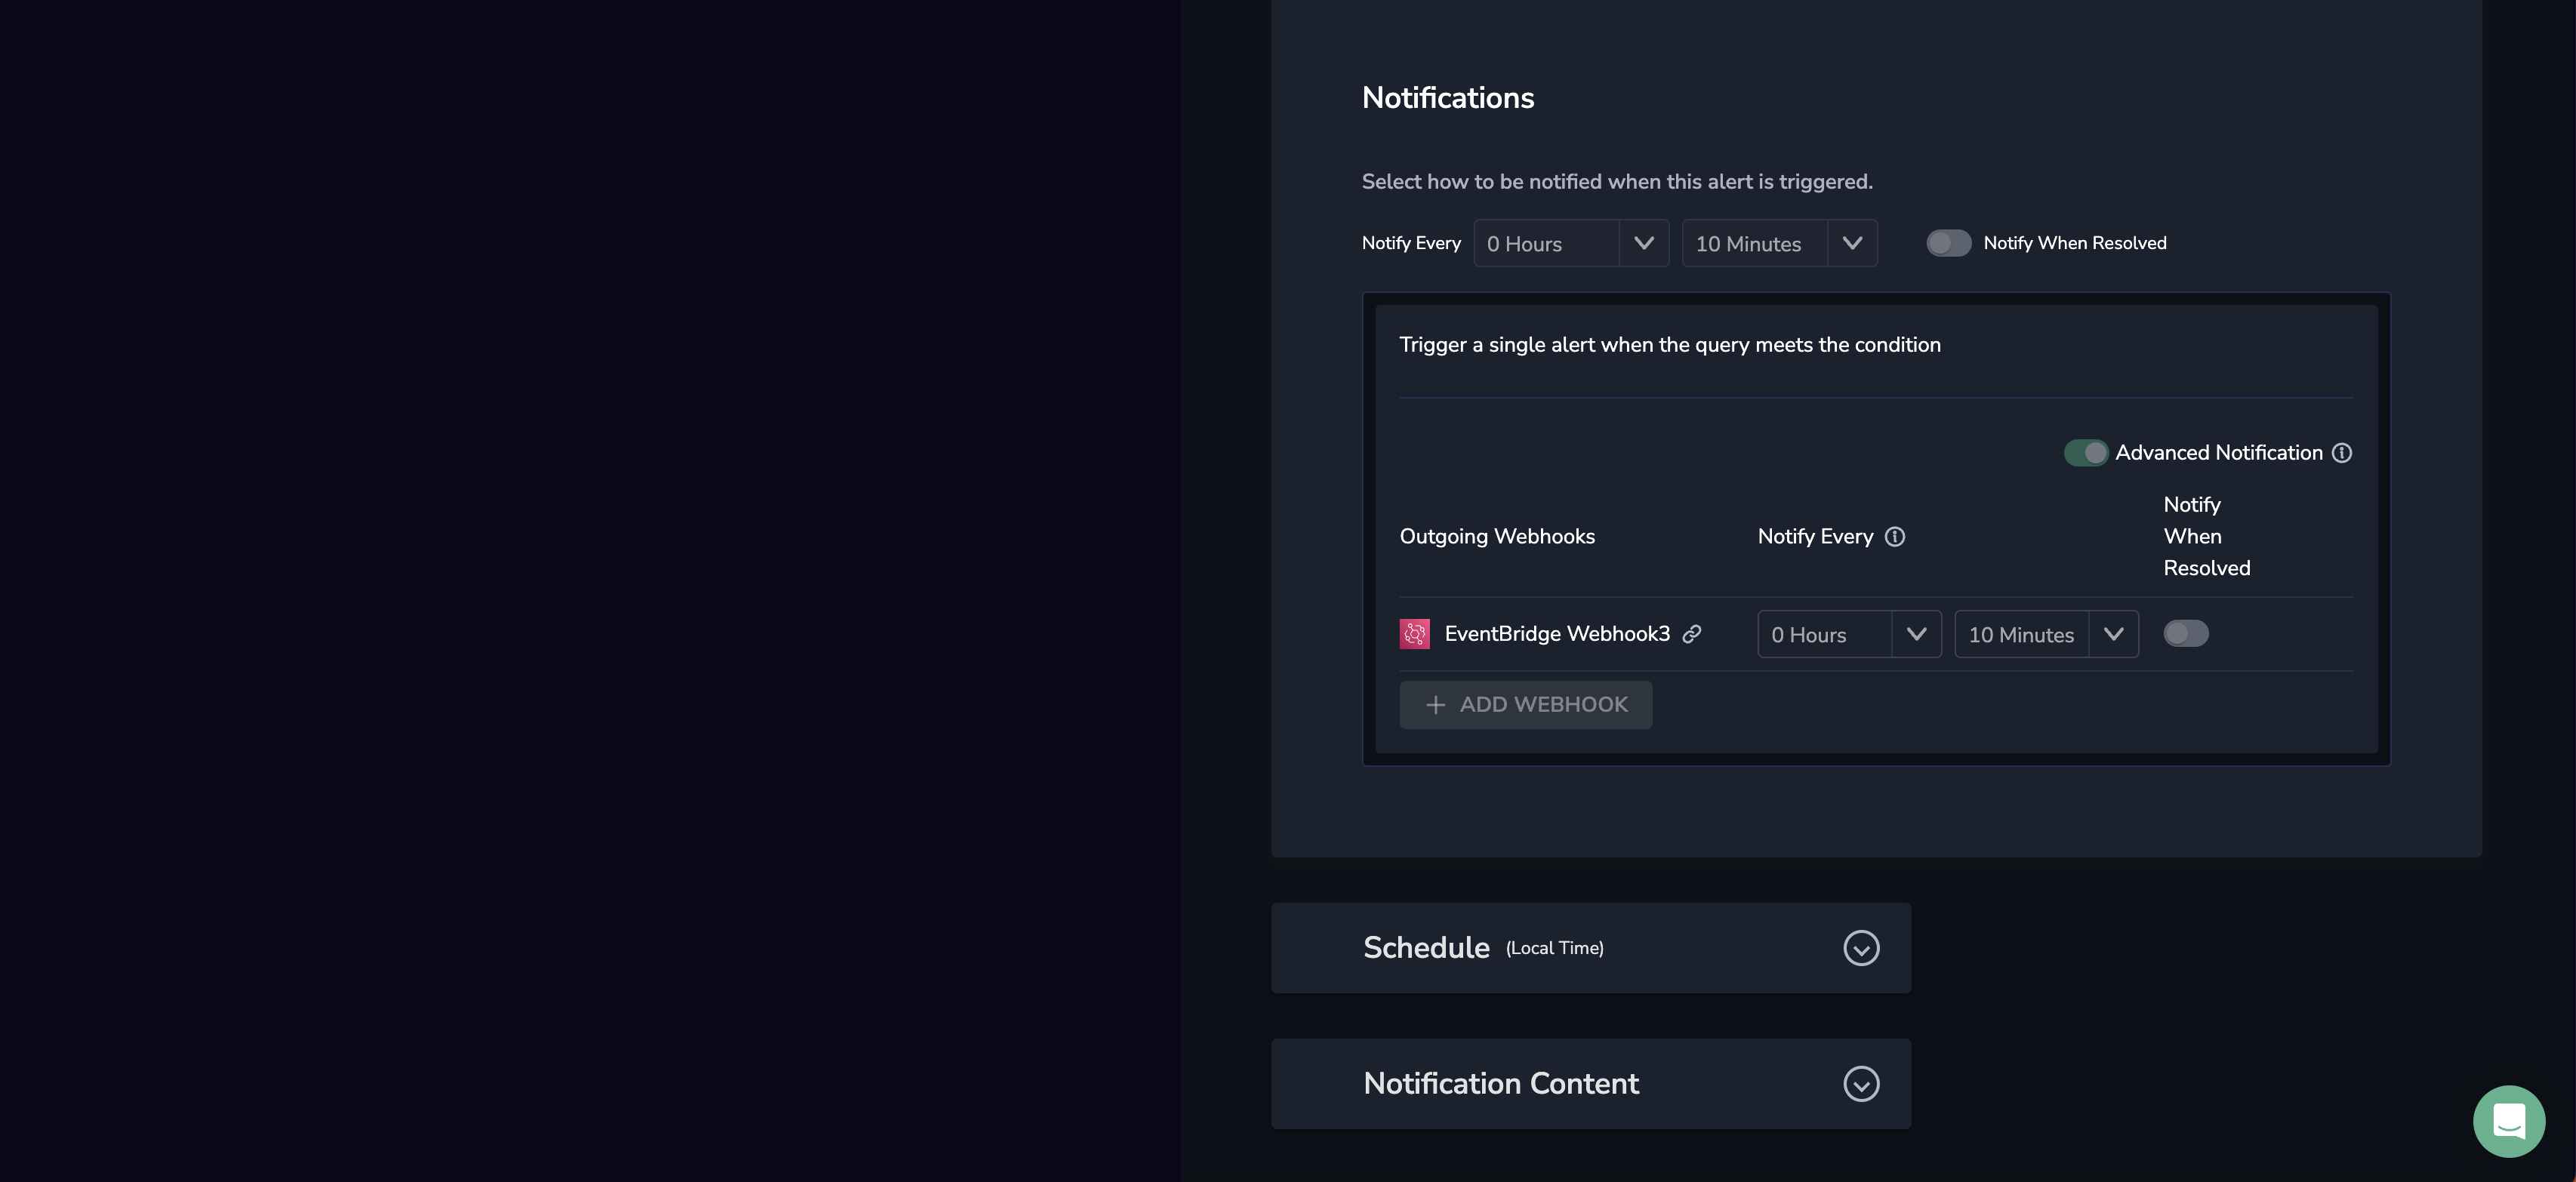 Notifications
Select how to be notified when this alert is triggered.
Notify Every 0 Hours 10 Minutes Notify When Resolved
Trigger a single alert when the query meets the condition
Advanced Notification
Outgoing Webhooks Notify Every Notify
When
Resolved
EventBridge Webhook3 0 Hours 10 Minutes
ADD WEBHOOK
Schedule (Local Time)
Notification Content